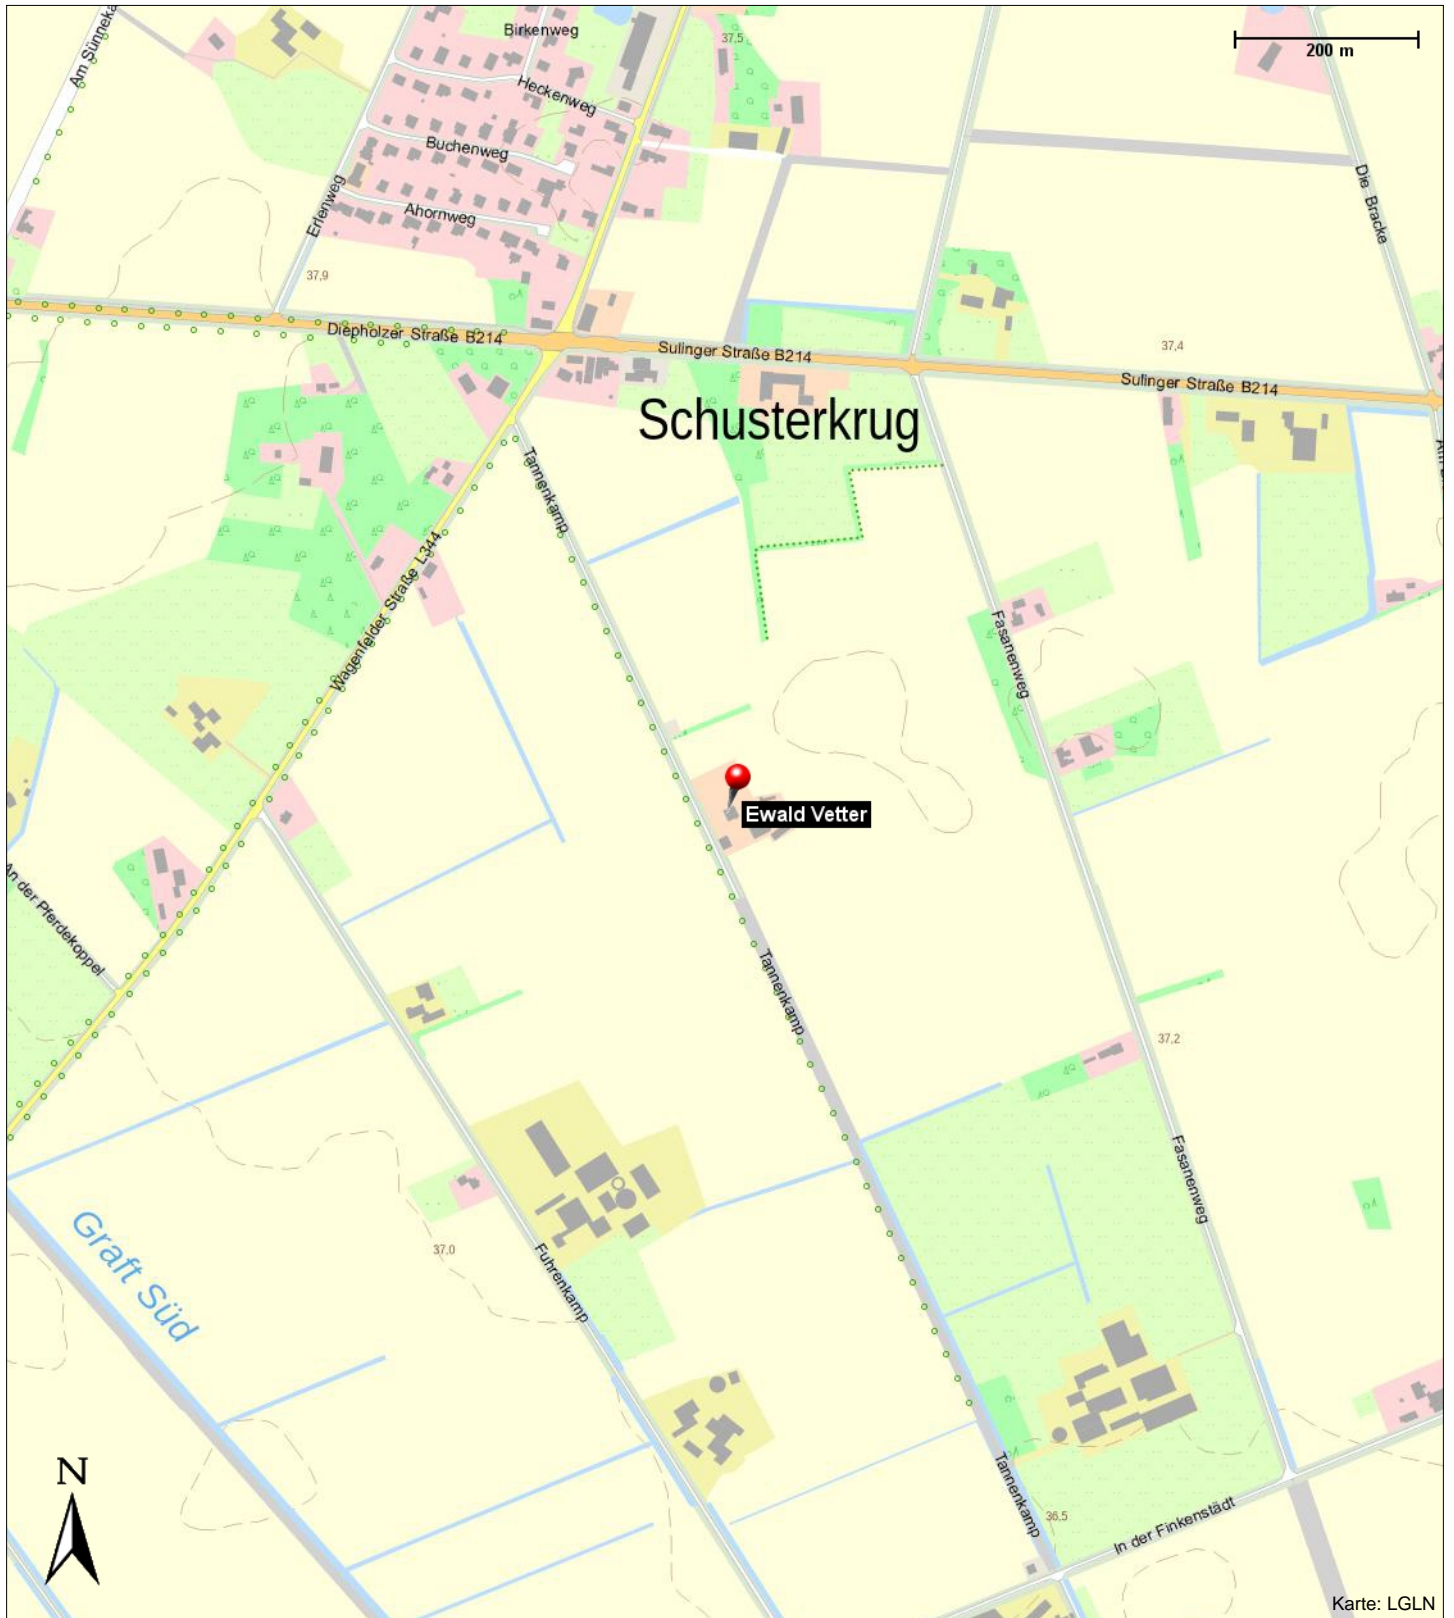 Am Sünneka
Birkenweg
37,5
200 m
Heckenweg
Buchenweg
Erlenweg
Ahornweg
Die Bracke
37,9
Diepholzer Straße B214
Sulinger Straße B214
37,4
Sulinger Straße B214
Schusterkrug
Tannenkamp
Wagenfelder Straße L344
Fasanenweg
Ewald Vetter
An der Pferdekoppel
Tannenkamp
37,2
Fasanenweg
Graft Süd
37,0
Fuhrenkamp
N
Tannenkamp
36,5
In der Finkenstädt
Karte: LGLN